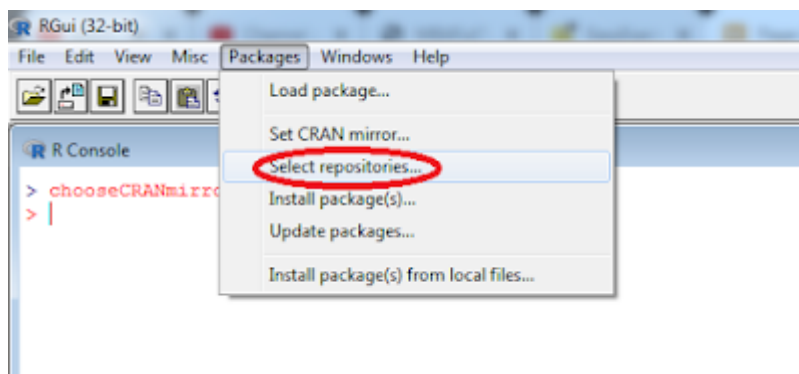 RGui (32-bit)
File Edit View Misc Packages Windows Help
Load package...
Set CRAN mirror...
Select repositories...
Install package(s)...
Update packages...
Install package(s) from local files...
R Console
> chooseCRANmirro
>